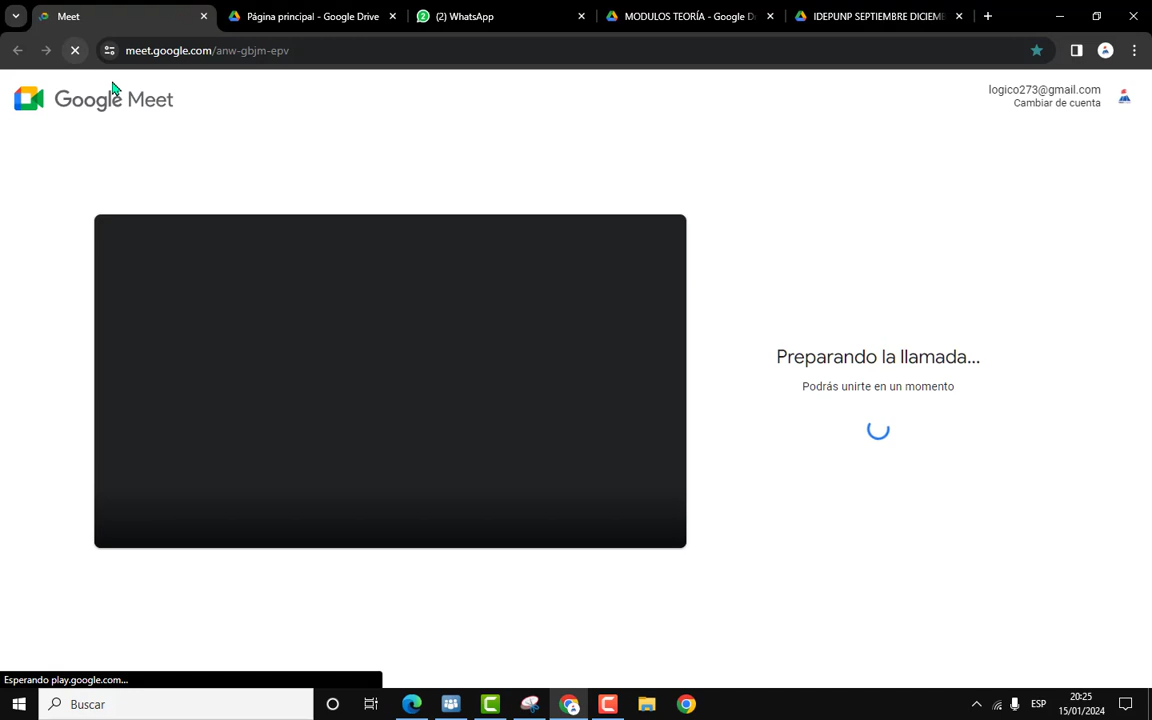 Meet
Página principal - Google Drive
(2) WhatsApp
MODULOS TEORÍA - Google D
IDEPUNP SEPTIEMBRE DICIEM
meet.google.com/anw-gbjm-epv
Google Meet
logico273@gmail.com
Cambiar de cuenta
Preparando la llamada...
Podrás unirte en un momento
Esperando play.google.com...
Buscar
ESP
20:25
15/01/2024